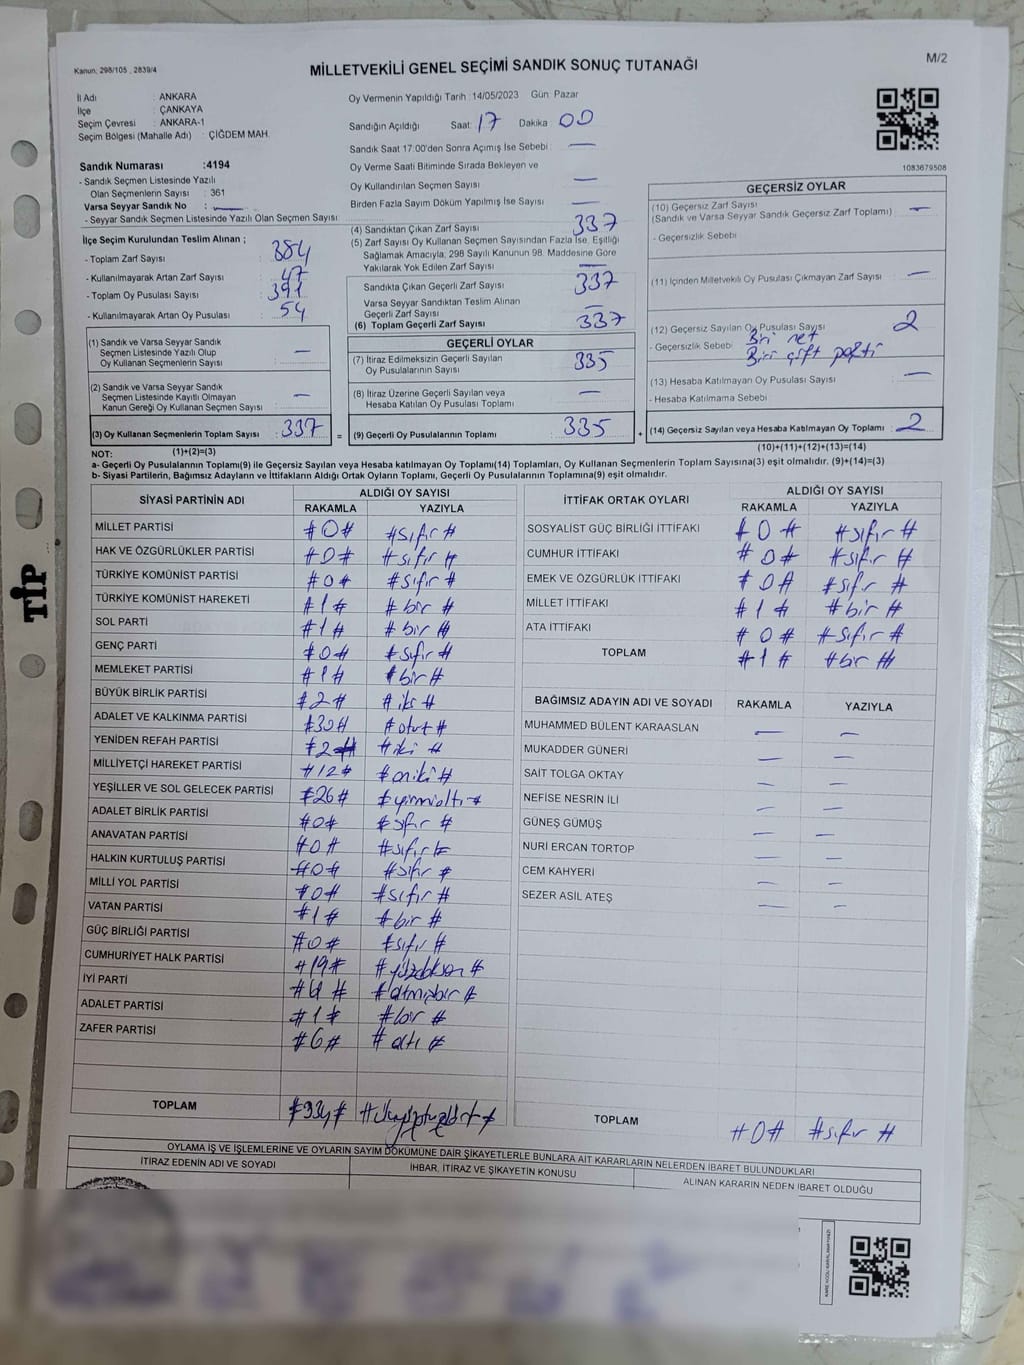 Kanun: 298/105 , 2839/4
MİLLETVEKİLİ GENEL SEÇİMİ SANDIK SONUÇ TUTANAĞI
M/2
İl Adı : ANKARA
İlçe : ÇANKAYA
Seçim Çevresi : ANKARA-1
Seçim Bölgesi (Mahalle Adı) : ÇİĞDEM MAH.
Sandık Numarası :4194
- Sandık Seçmen Listesinde Yazılı
Olan Seçmenlerin Sayısı : 361
Varsa Seyyar Sandık No : —
- Seyyar Sandık Seçmen Listesinde Yazılı Olan Seçmen Sayısı:
İlçe Seçim Kurulundan Teslim Alınan ;
- Toplam Zarf Sayısı : 384
- Kullanılmayarak Artan Zarf Sayısı : 47
- Toplam Oy Pusulası Sayısı : 391
- Kullanılmayarak Artan Oy Pusulası : 54
(1) Sandık ve Varsa Seyyar Sandık
Seçmen Listesinde Yazılı Olup
Oy Kullanan Seçmenlerin Sayısı : —
(2) Sandık ve Varsa Seyyar Sandık
Seçmen Listesinde Kayıtlı Olmayan
Kanun Gereği Oy Kullanan Seçmen Sayısı : —
(3) Oy Kullanan Seçmenlerin Toplam Sayısı : 337
(1)+(2)=(3)
Oy Vermenin Yapıldığı Tarih :14/05/2023 Gün: Pazar
Sandığın Açıldığı Saat: 17 Dakika : 00
Sandık Saat 17:00'den Sonra Açımış İse Sebebi : —
Oy Verme Saati Bitiminde Sırada Bekleyen ve
Oy Kullandırılan Seçmen Sayısı : —
Birden Fazla Sayım Döküm Yapılmış İse Sayısı : —
(4) Sandıktan Çıkan Zarf Sayısı : 337
(5) Zarf Sayısı Oy Kullanan Seçmen Sayısından Fazla İse, Eşitliği
Sağlamak Amacıyla; 298 Sayılı Kanunun 98. Maddesine Göre
Yakılarak Yok Edilen Zarf Sayısı : —
Sandıkta Çıkan Geçerli Zarf Sayısı : 337
Varsa Seyyar Sandıktan Teslim Alınan
Geçerli Zarf Sayısı : —
(6) Toplam Geçerli Zarf Sayısı : 337
GEÇERLİ OYLAR
(7) İtiraz Edilmeksizin Geçerli Sayılan
Oy Pusulalarının Sayısı : 335
(8) İtiraz Üzerine Geçerli Sayılan veya
Hesaba Katılan Oy Pusulası Toplamı : —
= (9) Geçerli Oy Pusulalarının Toplamı : 335
1083679508
GEÇERSİZ OYLAR
(10) Geçersiz Zarf Sayısı : —
(Sandık ve Varsa Seyyar Sandık Geçersiz Zarf Toplamı)
- Geçersizlik Sebebi
(11) İçinden Milletvekili Oy Pusulası Çıkmayan Zarf Sayısı : —
(12) Geçersiz Sayılan Oy Pusulası Sayısı : 2
- Geçersizlik Sebebi Biri net
Biri çift parti
(13) Hesaba Katılmayan Oy Pusulası Sayısı : —
- Hesaba Katılmama Sebebi
+ (14) Geçersiz Sayılan veya Hesaba Katılmayan Oy Toplamı : 2
(10)+(11)+(12)+(13)=(14)
NOT:
a- Geçerli Oy Pusulalarının Toplamı(9) ile Geçersiz Sayılan veya Hesaba katılmayan Oy Toplamı(14) Toplamları, Oy Kullanan Seçmenlerin Toplam Sayısına(3) eşit olmalıdır. (9)+(14)=(3)
b- Siyasi Partilerin, Bağımsız Adayların ve İttifakların Aldığı Ortak Oyların Toplamı, Geçerli Oy Pusulalarının Toplamına(9) eşit olmalıdır.
SİYASİ PARTİNİN ADI ALDIĞI OY SAYISI
RAKAMLA YAZIYLA
MİLLET PARTİSİ #0# #sıfır#
HAK VE ÖZGÜRLÜKLER PARTİSİ #0# #sıfır#
TÜRKİYE KOMÜNİST PARTİSİ #0# #sıfır#
TÜRKİYE KOMÜNİST HAREKETİ #1# #bir#
SOL PARTİ #1# #bir#
GENÇ PARTİ #0# #sıfır#
MEMLEKET PARTİSİ #1# #bir#
BÜYÜK BİRLİK PARTİSİ #2# #iki#
ADALET VE KALKINMA PARTİSİ #30# #otuz#
YENİDEN REFAH PARTİSİ #2# #iki#
MİLLİYETÇİ HAREKET PARTİSİ #12# #oniki#
YEŞİLLER VE SOL GELECEK PARTİSİ #26# #yirmialtı#
ADALET BİRLİK PARTİSİ #0# #sıfır#
ANAVATAN PARTİSİ #0# #sıfır#
HALKIN KURTULUŞ PARTİSİ #0# #sıfır#
MİLLİ YOL PARTİSİ #0# #sıfır#
VATAN PARTİSİ #1# #bir#
GÜÇ BİRLİĞİ PARTİSİ #0# #sıfır#
CUMHURİYET HALK PARTİSİ
İYİ PARTİ #61# #altmışbir#
ADALET PARTİSİ #1# #bir#
ZAFER PARTİSİ #6# #altı#
TOPLAM #334# #üçyüzotuzdört#
İTTİFAK ORTAK OYLARI ALDIĞI OY SAYISI
RAKAMLA YAZIYLA
SOSYALİST GÜÇ BİRLİĞİ İTTİFAKI #0# #sıfır#
CUMHUR İTTİFAKI #0# #sıfır#
EMEK VE ÖZGÜRLÜK İTTİFAKI #0# #sıfır#
MİLLET İTTİFAKI #1# #bir#
ATA İTTİFAKI #0# #sıfır#
TOPLAM #1# #bir#
BAĞIMSIZ ADAYIN ADI VE SOYADI RAKAMLA YAZIYLA
MUHAMMED BÜLENT KARAASLAN — —
MUKADDER GÜNERİ — —
SAİT TOLGA OKTAY — —
NEFİSE NESRİN İLİ — —
GÜNEŞ GÜMÜŞ — —
NURİ ERCAN TORTOP — —
CEM KAHYERİ — —
SEZER ASİL ATEŞ — —
TOPLAM #0# #sıfır#
OYLAMA İŞ VE İŞLEMLERİNE VE OYLARIN SAYIM DÖKÜMÜNE DAİR ŞİKAYETLERLE BUNLARA AİT KARARLARIN NELERDEN İBARET BULUNDUKLARI
İTİRAZ EDENİN ADI VE SOYADI İHBAR, İTİRAZ VE ŞİKAYETİN KONUSU ALINAN KARARIN NEDEN İBARET OLDUĞU
TİP